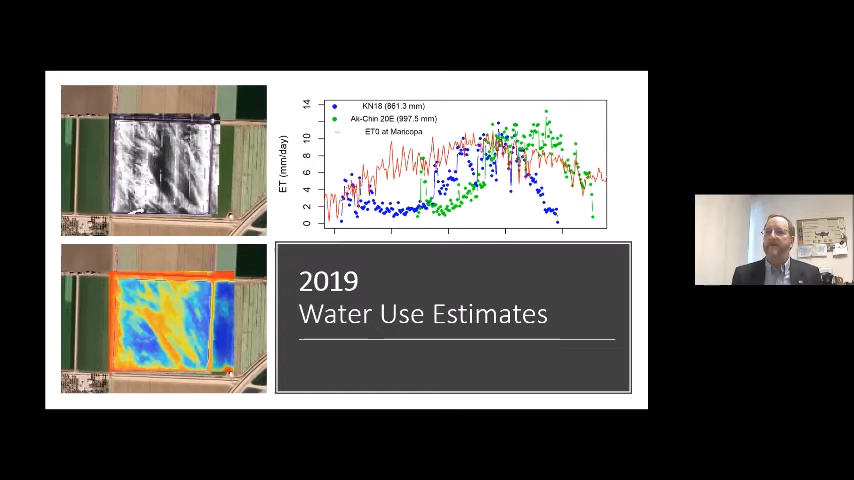 14
10
8
6
4
2
0
ET (mm/day)
KN18 (861.3 mm)
Ak-Chin 20E (997.5 mm)
ET0 at Maricopa
2019
Water Use Estimates